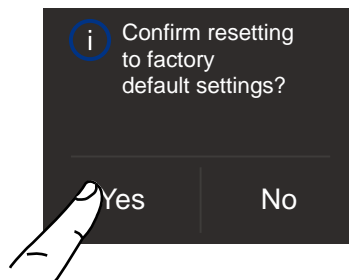 i Confirm resetting
to factory
default settings?
Yes No